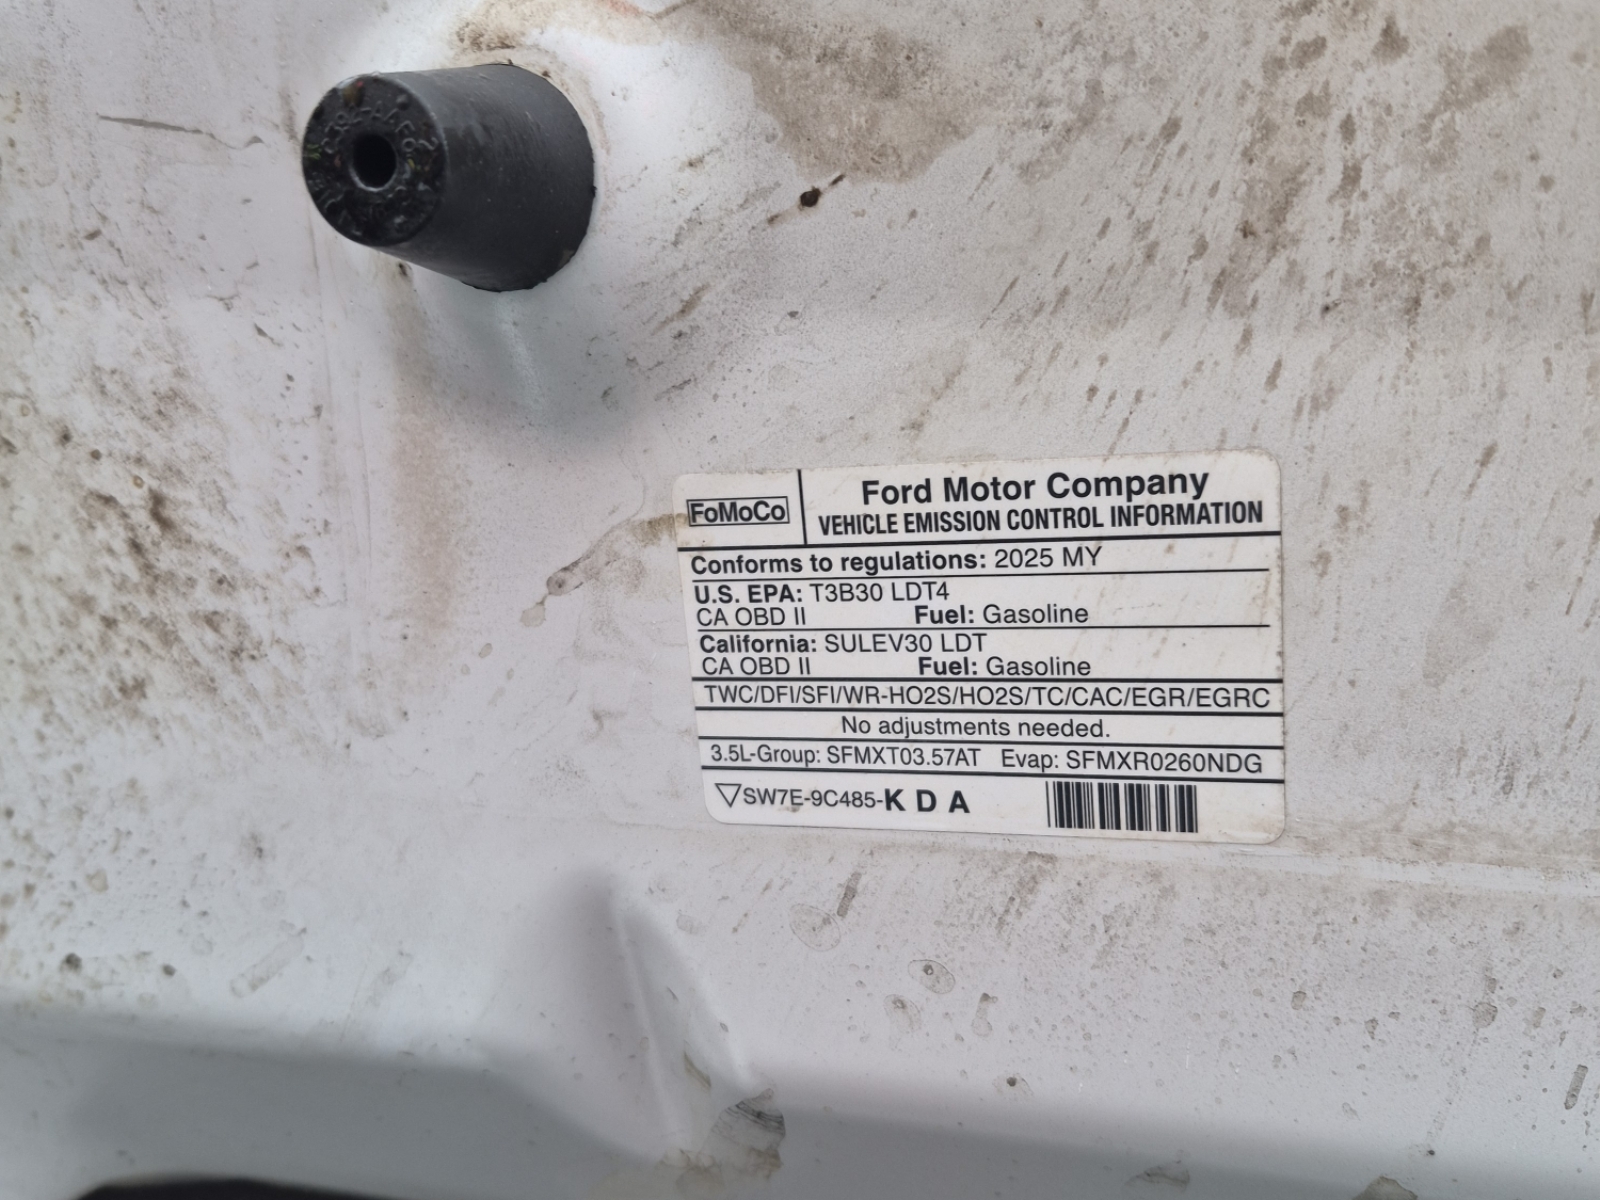 FoMoCo
Ford Motor Company
VEHICLE EMISSION CONTROL INFORMATION
Conforms to regulations: 2025 MY
U.S. EPA: T3B30 LDT4
CA OBD II Fuel: Gasoline
California: SULEV30 LDT
CA OBD II Fuel: Gasoline
TWC/DFI/SFI/WR-HO2S/HO2S/TC/CAC/EGR/EGRC
No adjustments needed.
3.5L-Group: SFMXT03.57AT Evap: SFMXR0260NDG
▽SW7E-9C485-K D A